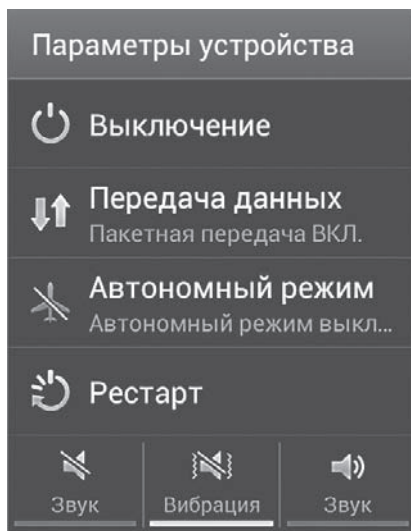 Параметры устройства
Выключение
Передача данных
Пакетная передача ВКЛ.
Автономный режим
Автономный режим выкл...
Рестарт
Звук
Вибрация
Звук